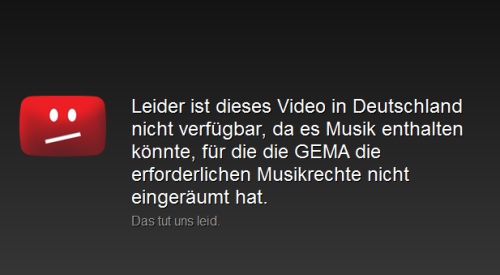 Leider ist dieses Video in Deutschland
nicht verfügbar, da es Musik enthalten
könnte, für die die GEMA die
erforderlichen Musikrechte nicht
eingeräumt hat.
Das tut uns leid.